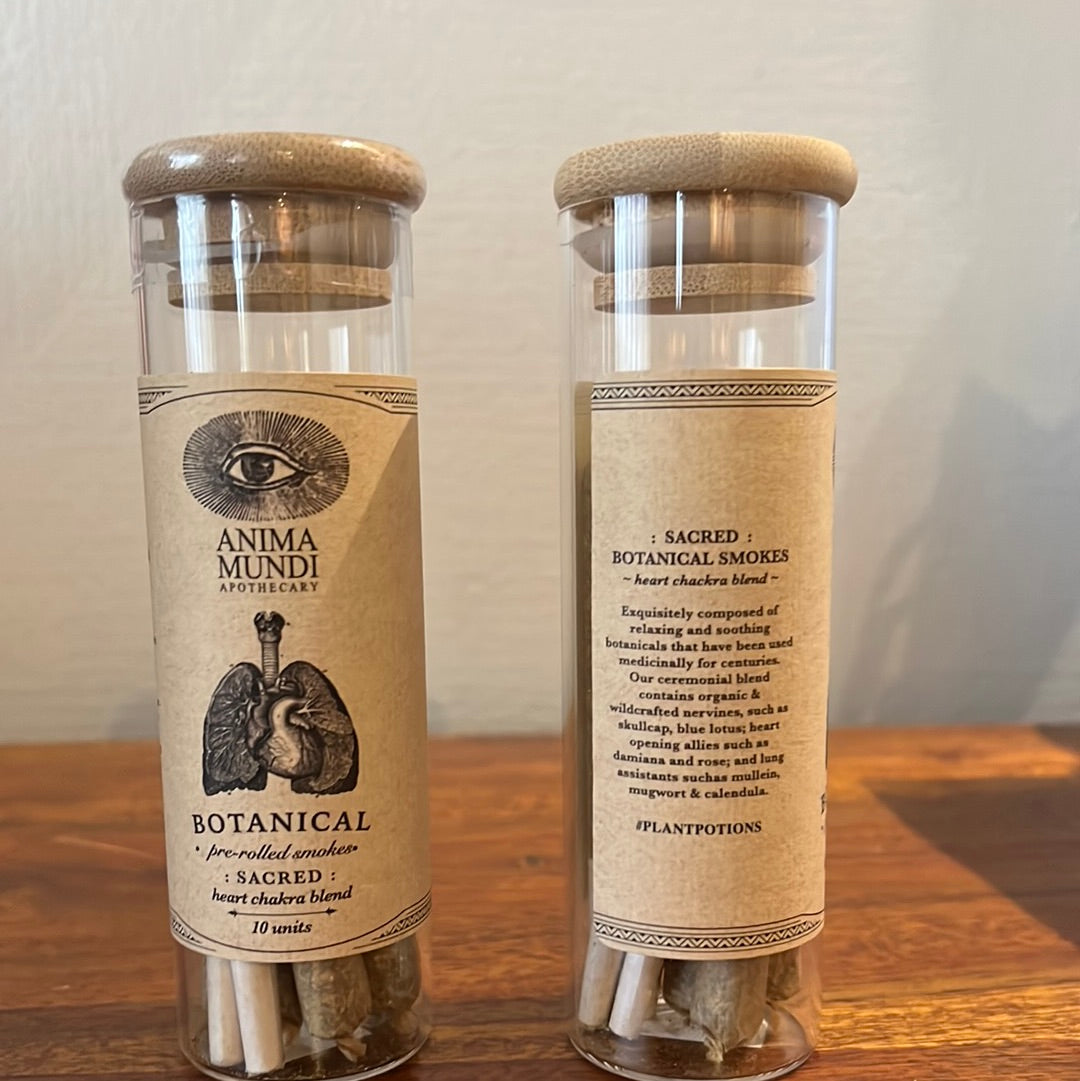 ANIMA
MUNDI
APOTHECARY
BOTANICAL
• pre-rolled smokes•
: SACRED :
heart chakra blend
10 units
: SACRED :
BOTANICAL SMOKES
~ heart chackra blend ~
Exquisitely composed of
relaxing and soothing
botanicals that have been used
medicinally for centuries.
Our ceremonial blend
contains organic &
wildcrafted nervines, such as
skullcap, blue lotus; heart
opening allies such as
damiana and rose; and lung
assistants suchas mullein,
mugwort & calendula.
#PLANTPOTIONS